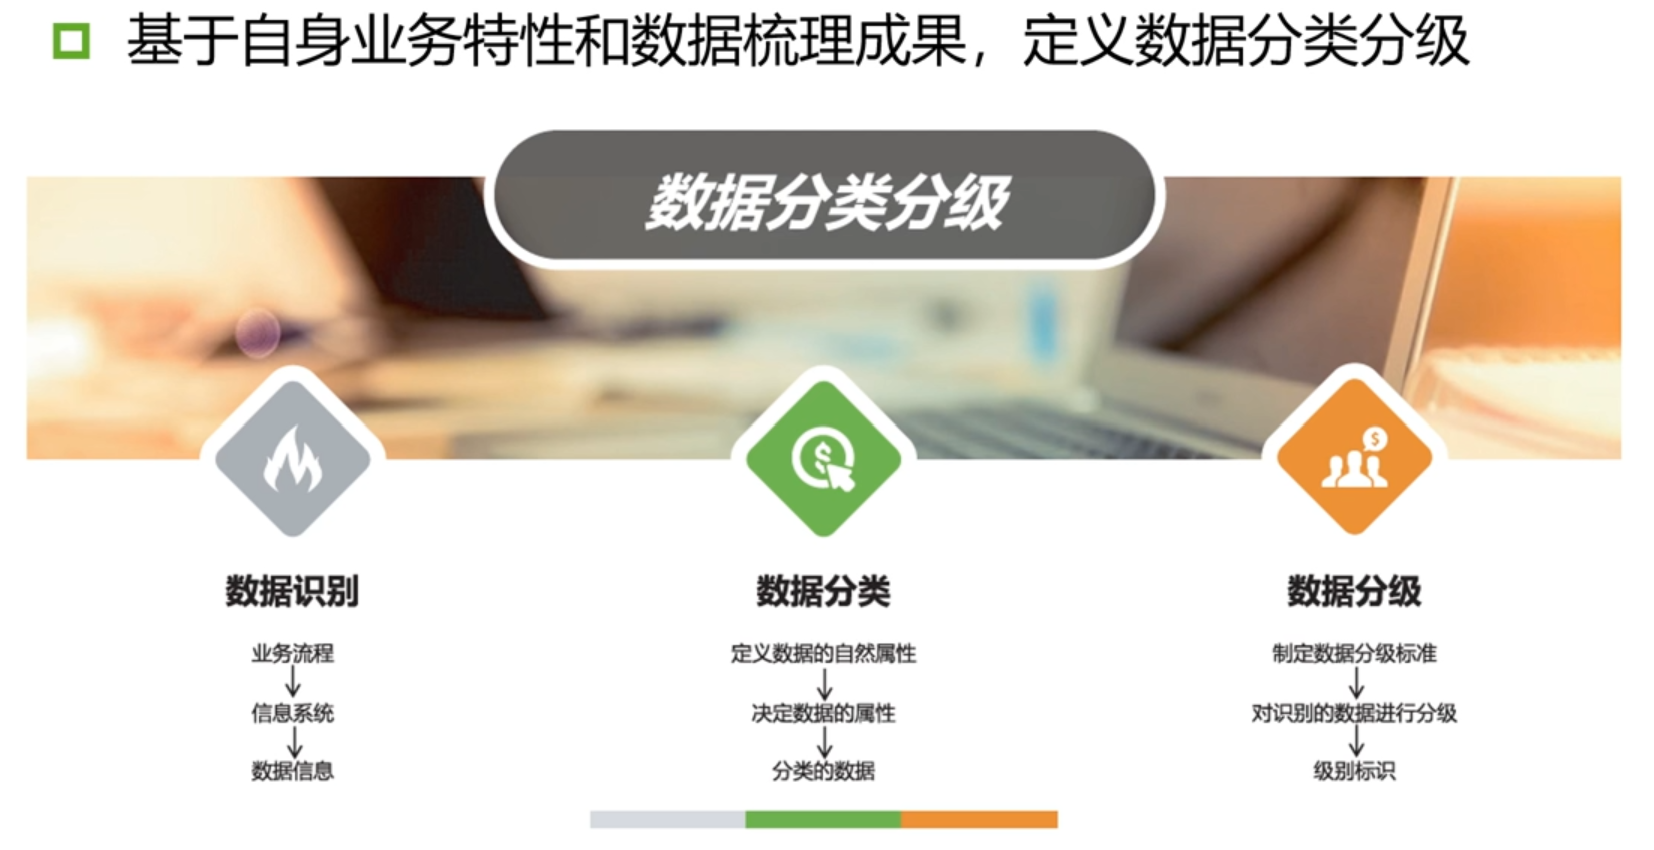 基于自身业务特性和数据梳理成果，定义数据分类分级
数据分类分级
数据识别
业务流程
信息系统
数据信息
数据分类
定义数据的自然属性
决定数据的属性
分类的数据
数据分级
制定数据分级标准
对识别的数据进行分级
级别标识